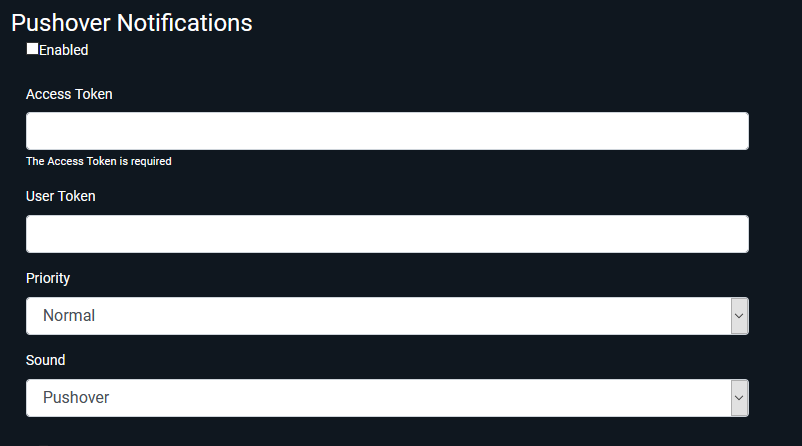 Pushover Notifications
Enabled
Access Token
The Access Token is required
User Token
Priority
Normal
Sound
Pushover